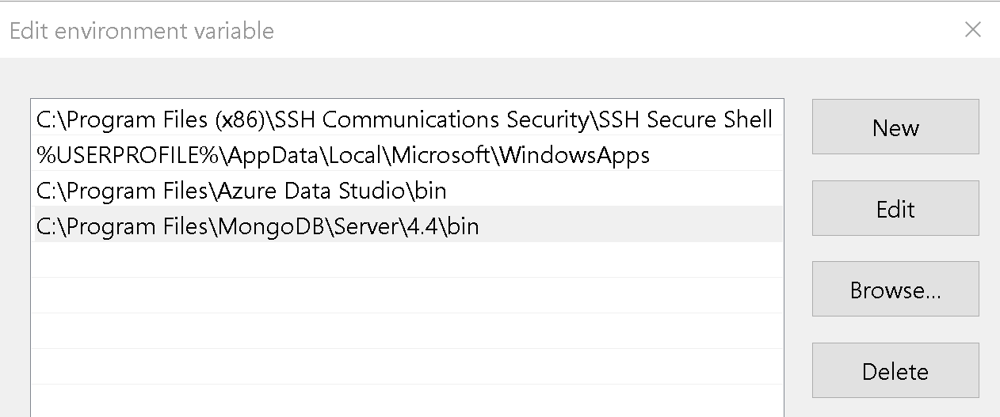 Edit environment variable
C:\Program Files (x86)\SSH Communications Security\SSH Secure Shell
%USERPROFILE%\AppData\Local\Microsoft\WindowsApps
C:\Program Files\Azure Data Studio\bin
C:\Program Files\MongoDB\Server\4.4\bin
New
Edit
Browse...
Delete